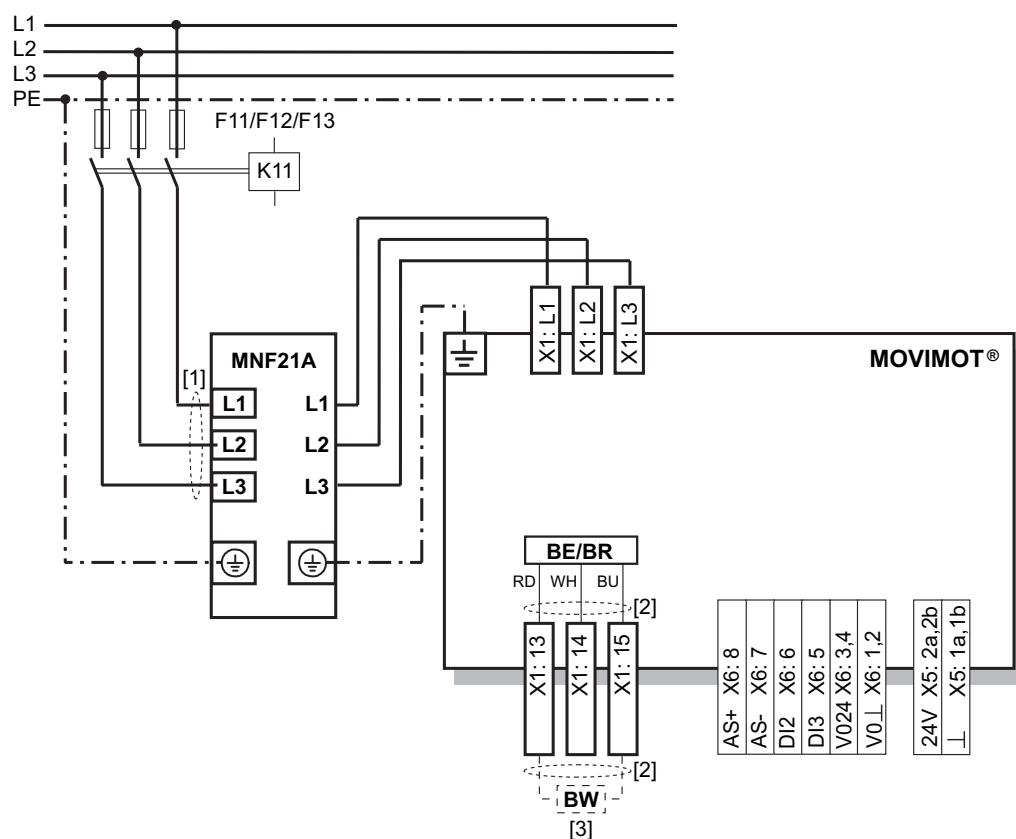 L1
L2
L3
PE
F11/F12/F13
K11
X1: L1
X1: L2
X1: L3
MNF21A
MOVIMOT®
[1]
L1 L1
L2 L2
L3 L3
BE/BR
RD WH BU
[2]
X1: 13
X1: 14
X1: 15
AS+ X6: 8
AS- X6: 7
DI2 X6: 6
DI3 X6: 5
V024 X6: 3,4
V0⊥ X6: 1,2
24V X5: 2a,2b
⊥ X5: 1a,1b
[2]
BW
[3]